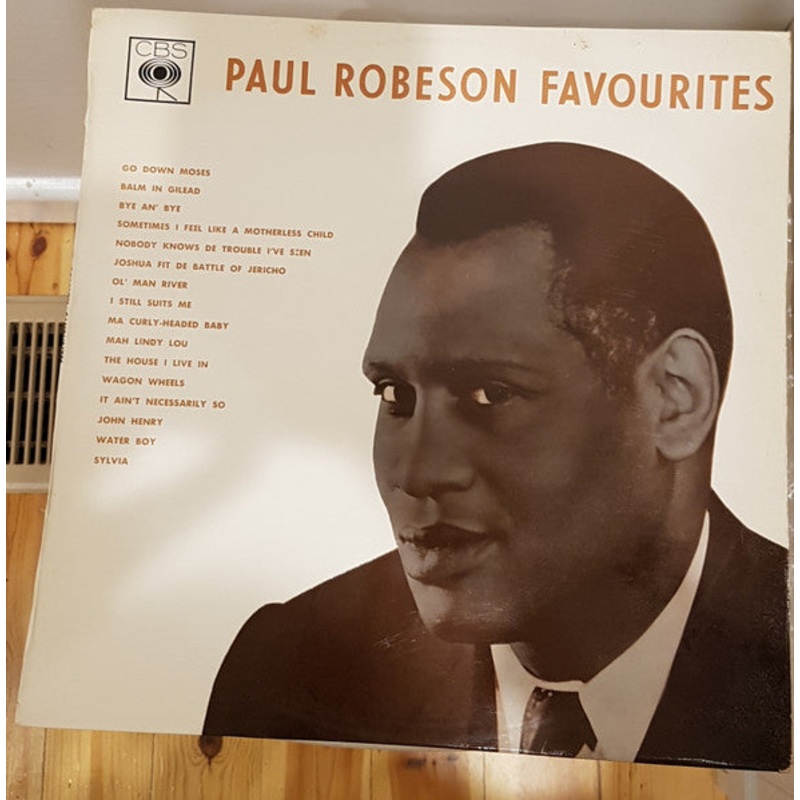 CBS
PAUL ROBESON FAVOURITES
GO DOWN MOSES
BALM IN GILEAD
BYE AN' BYE
SOMETIMES I FEEL LIKE A MOTHERLESS CHILD
NOBODY KNOWS DE TROUBLE I'VE SEEN
JOSHUA FIT DE BATTLE OF JERICHO
OL' MAN RIVER
I STILL SUITS ME
MA CURLY-HEADED BABY
MAH LINDY LOU
THE HOUSE I LIVE IN
WAGON WHEELS
IT AIN'T NECESSARILY SO
JOHN HENRY
WATER BOY
SYLVIA